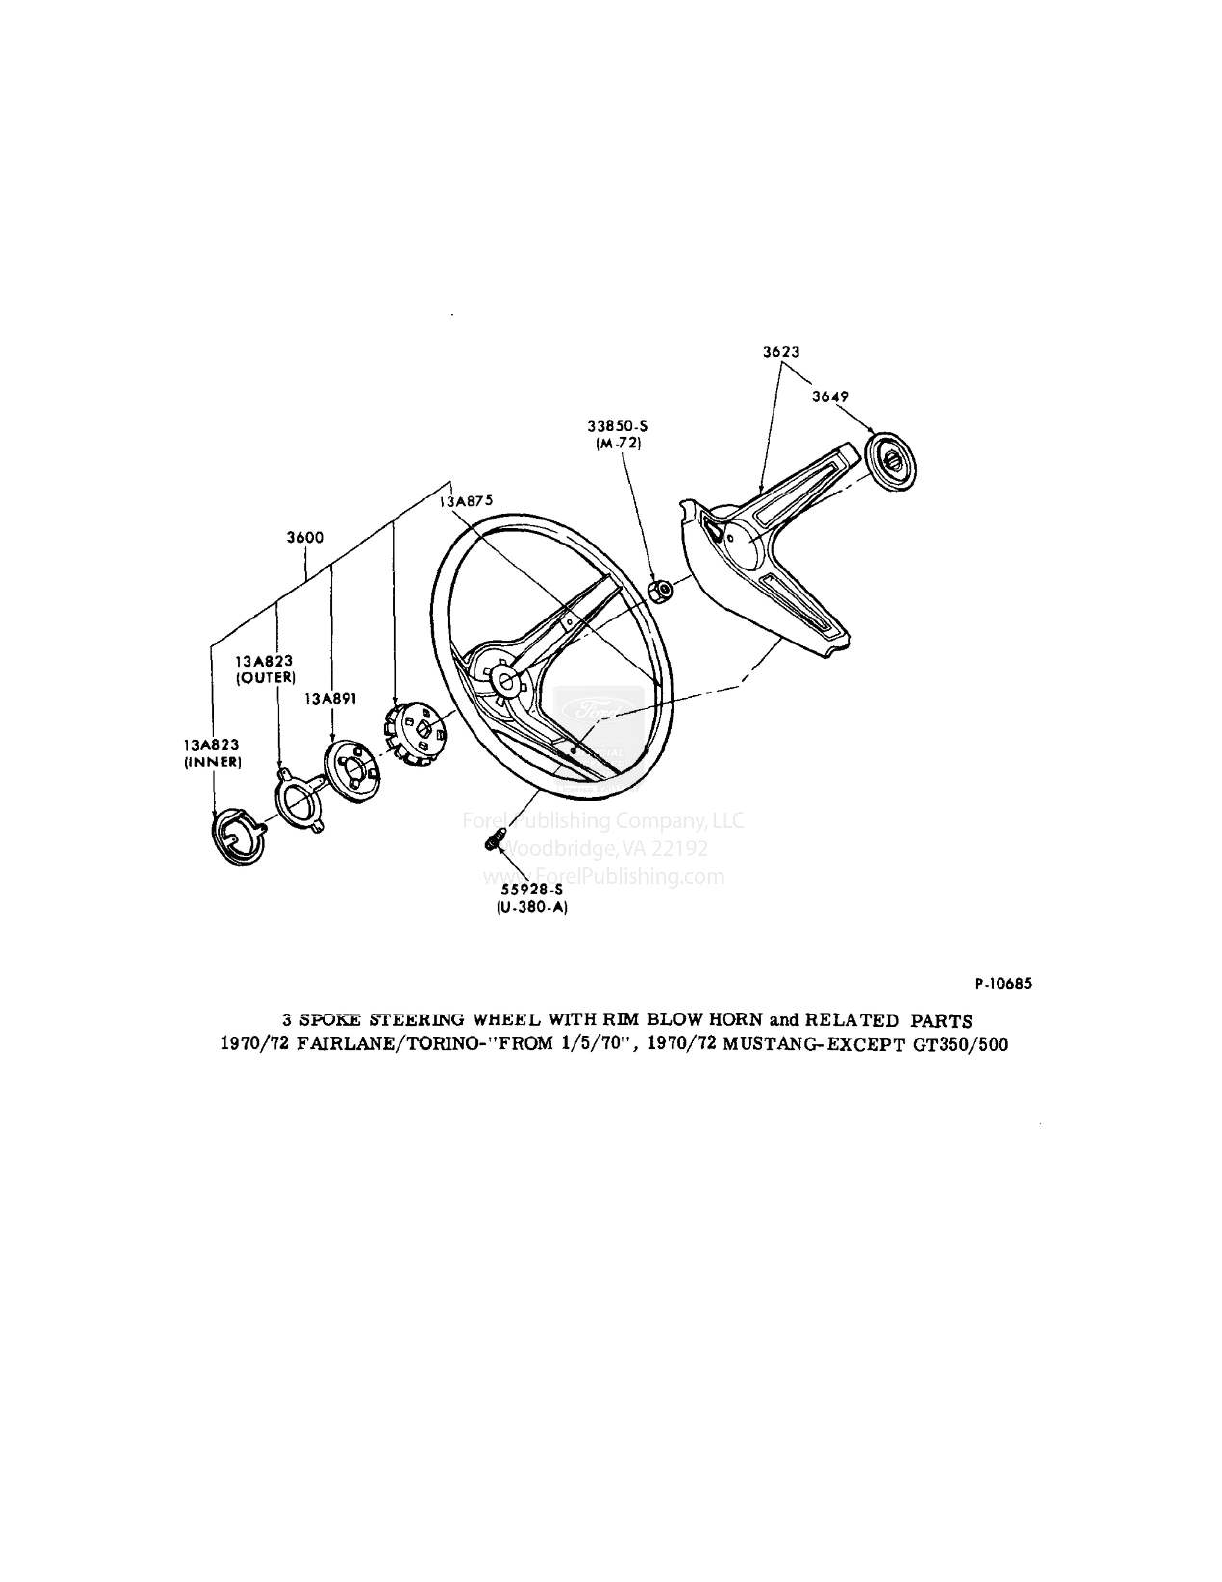 3623
3649
33850-S
(M-72)
13A875
3600
13A823
(OUTER)
13A891
13A823
(INNER)
Ford
Forel Publishing Company, LLC
Woodbridge, VA 22192
www.ForelPublishing.com
55928-S
(U-380-A)
P-10685
3 SPOKE STEERING WHEEL WITH RIM BLOW HORN and RELATED PARTS
1970/72 FAIRLANE/TORINO-"FROM 1/5/70", 1970/72 MUSTANG-EXCEPT GT350/500